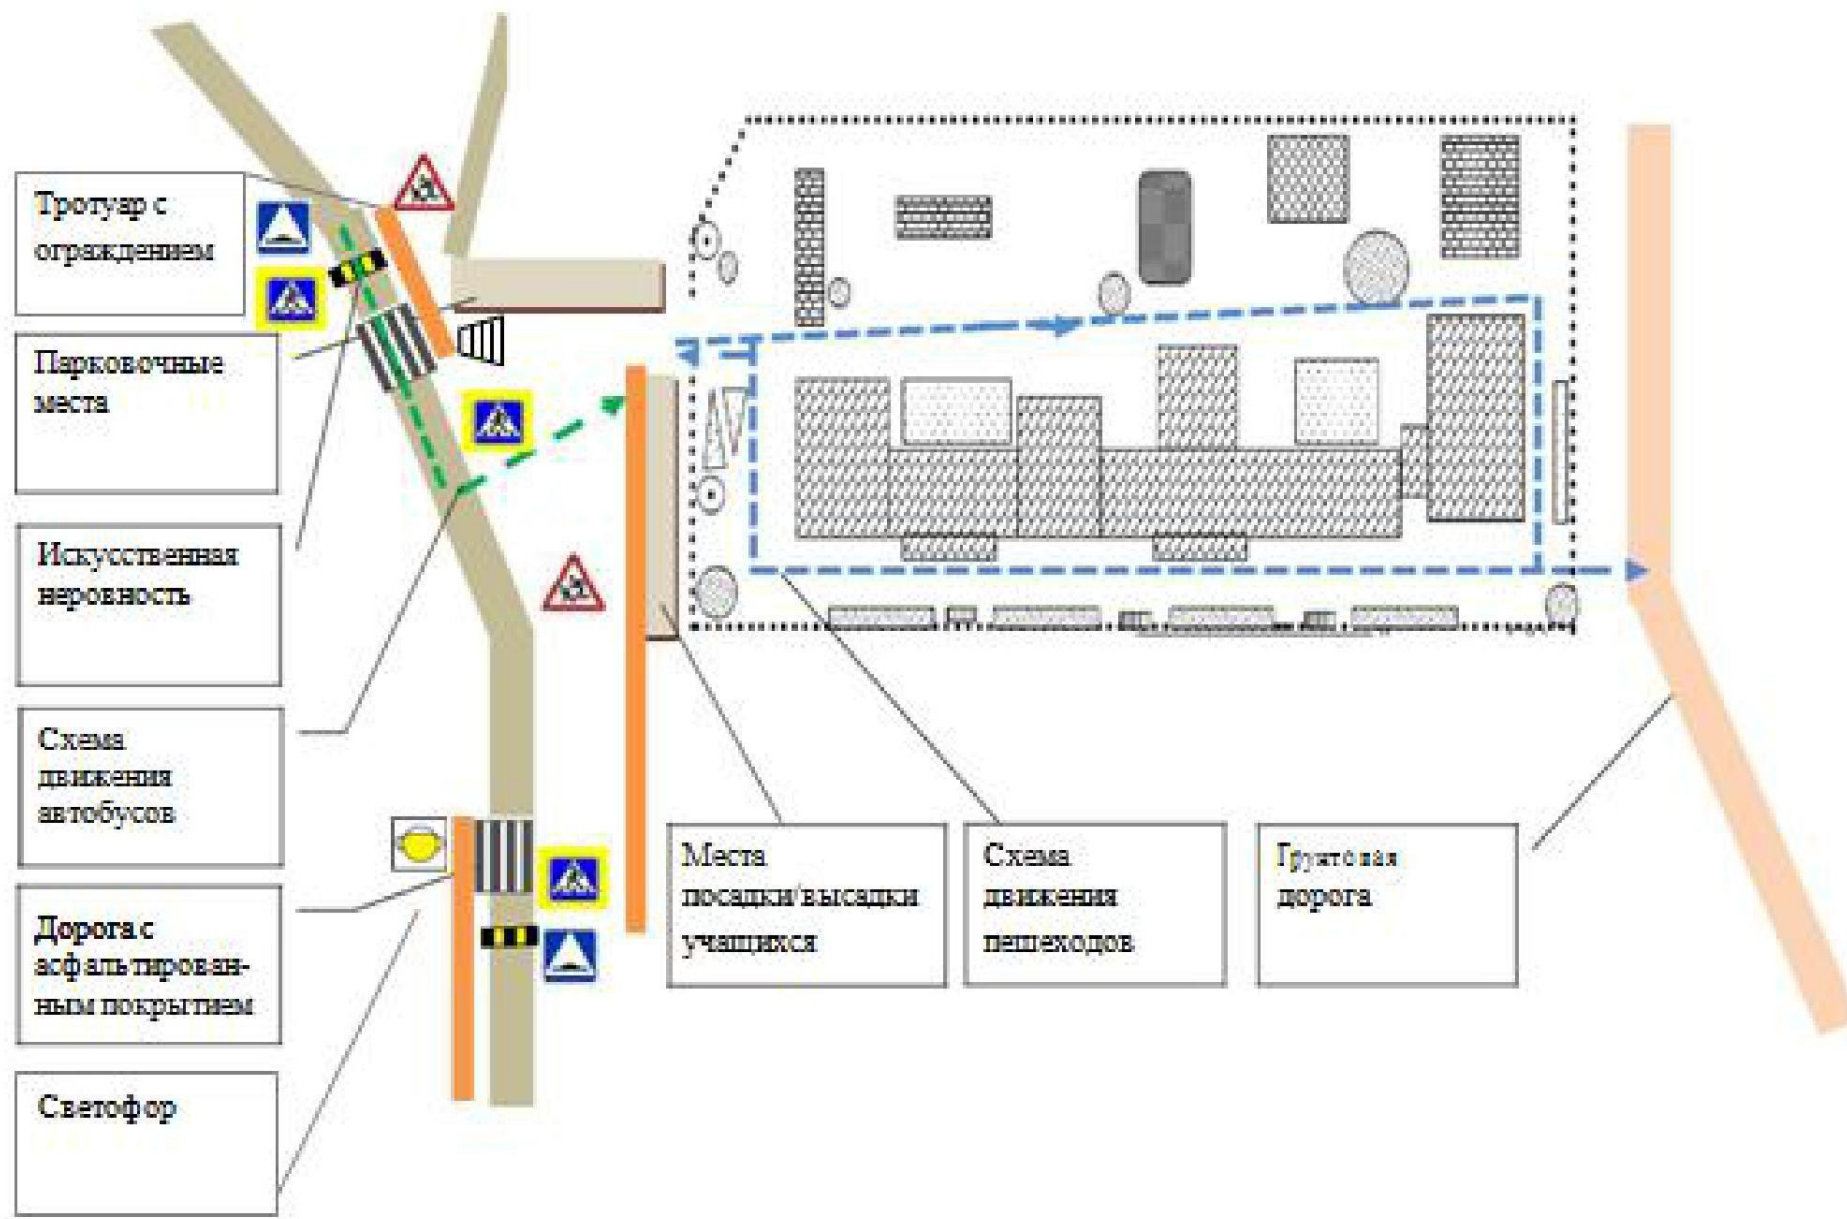 Тротуар с
ограждением
Парковочные
места
Искусственная
неровность
Схема
движения
автобусов
Дорога с
асфальтирован-
ным покрытием
Светофор
Места
посадки/высадки
учащихся
Схема
движения
пешеходов
Грунтовая
дорога